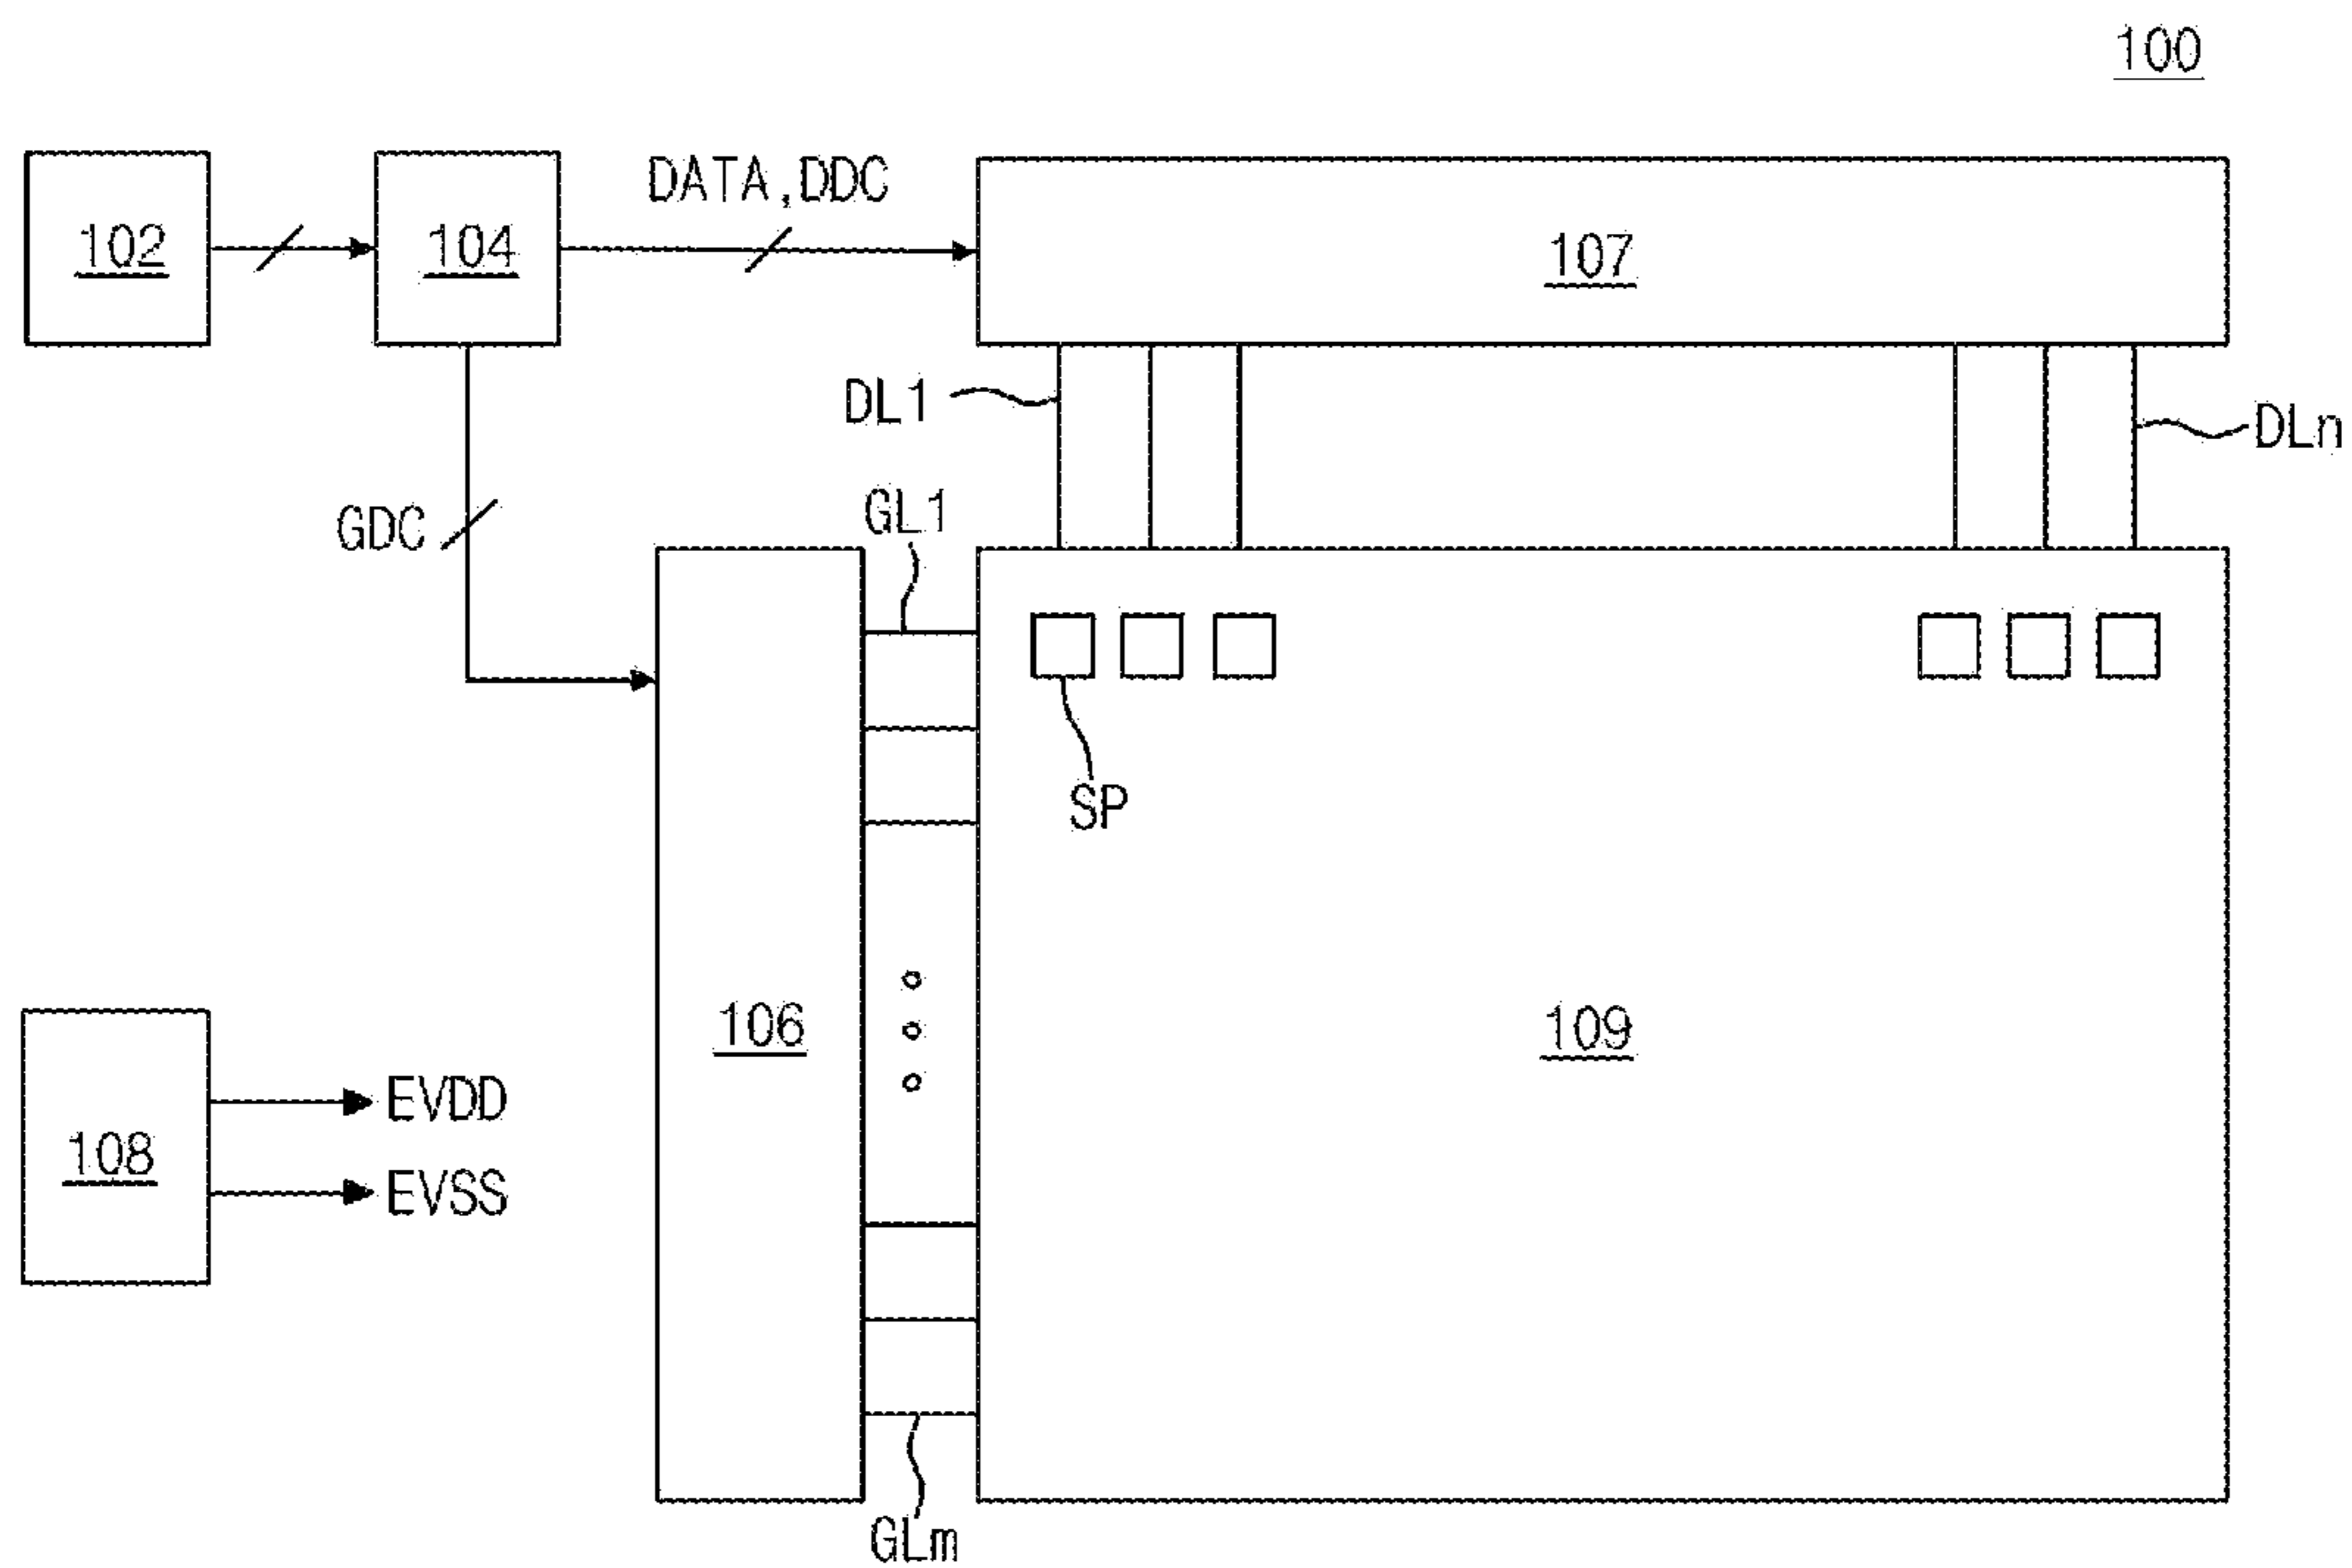 100
102
104
DATA,DDC
107
DL1
DLn
GDC
GL1
SP
106
109
108
EVDD
EVSS
GLm